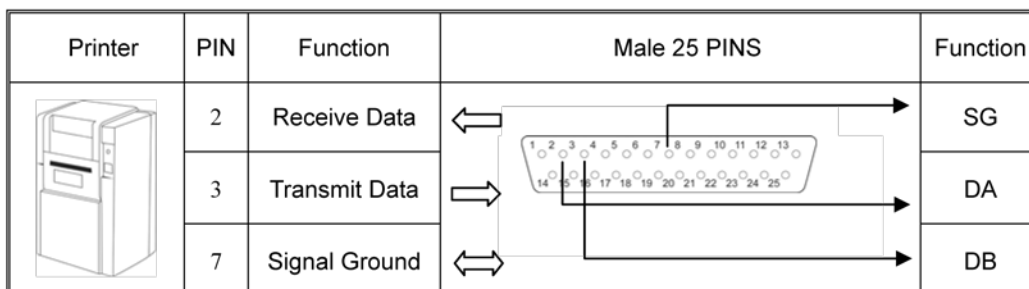 Printer PIN Function Male 25 PINS Function
2 Receive Data SG
1 2 3 4 5 6 7 8 9 10 11 12 13
3 Transmit Data DA
14 15 16 17 18 19 20 21 22 23 24 25
7 Signal Ground DB